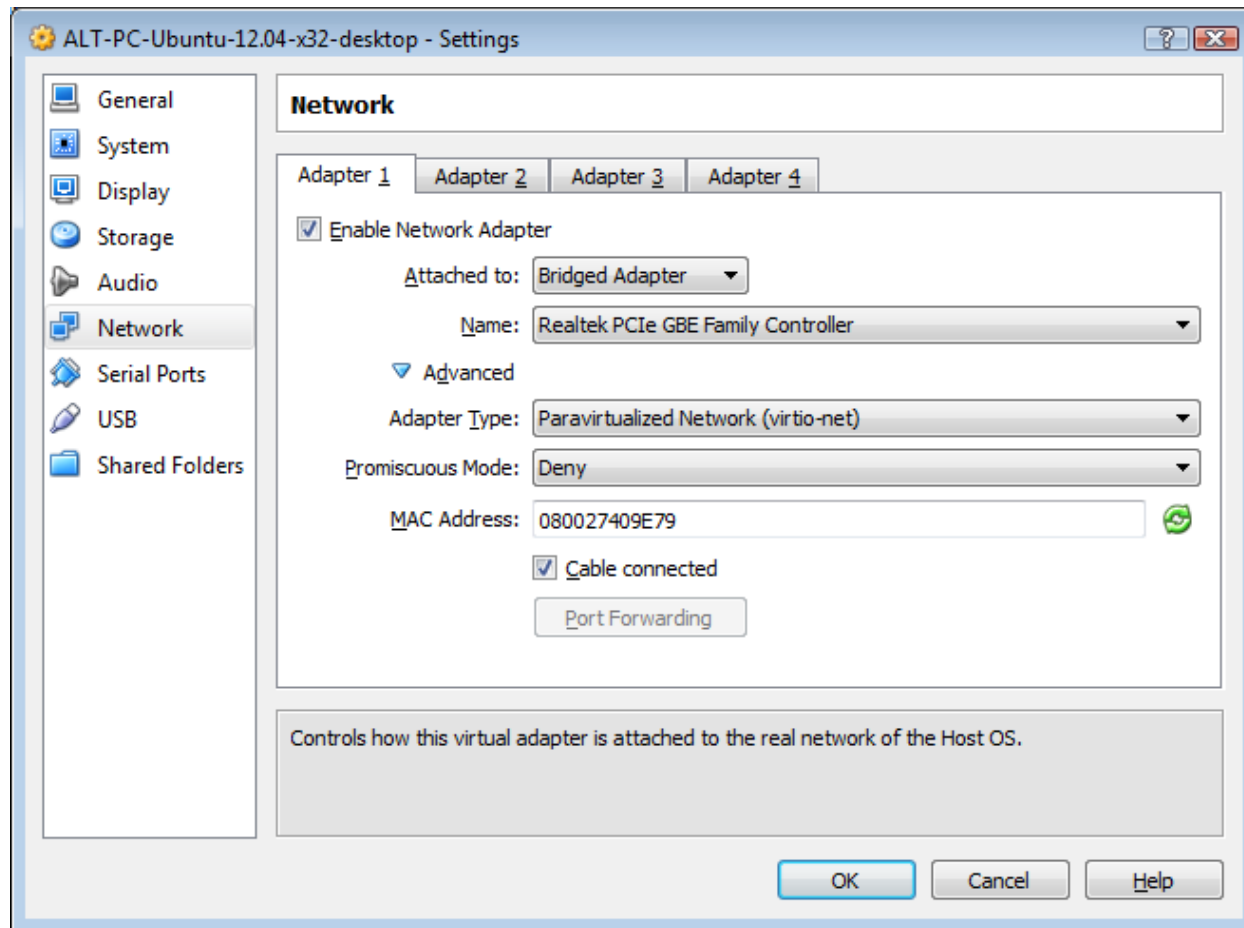 ALT-PC-Ubuntu-12.04-x32-desktop - Settings
General
System
Display
Storage
Audio
Network
Serial Ports
USB
Shared Folders
Network
Adapter 1 Adapter 2 Adapter 3 Adapter 4
Enable Network Adapter
Attached to: Bridged Adapter
Name: Realtek PCIe GBE Family Controller
Advanced
Adapter Type: Paravirtualized Network (virtio-net)
Promiscuous Mode: Deny
MAC Address: 080027409E79
Cable connected
Port Forwarding
Controls how this virtual adapter is attached to the real network of the Host OS.
OK Cancel Help